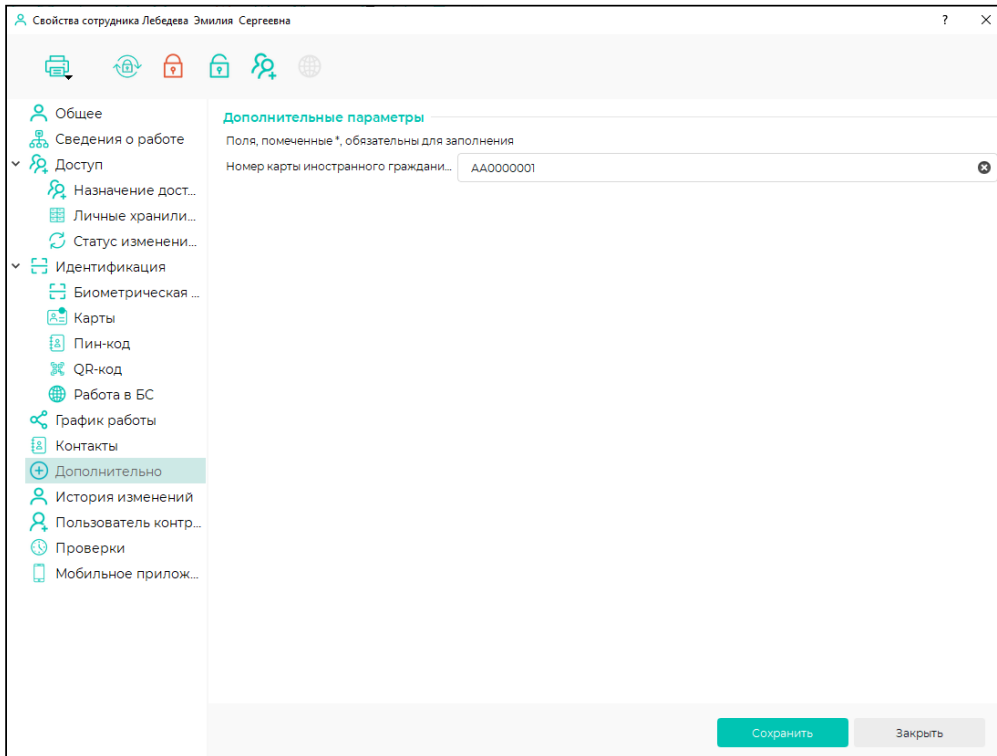 Свойства сотрудника Лебедева Эмилия Сергеевна
?
Общее
Сведения о работе
Доступ
Назначение дост...
Личные хранили...
Статус изменени...
Идентификация
Биометрическая ...
Карты
Пин-код
QR-код
Работа в БС
График работы
Контакты
Дополнительно
История изменений
Пользователь контр...
Проверки
Мобильное прилож...
Дополнительные параметры
Поля, помеченные *, обязательны для заполнения
Номер карты иностранного граждани... AA0000001
Сохранить Закрыть